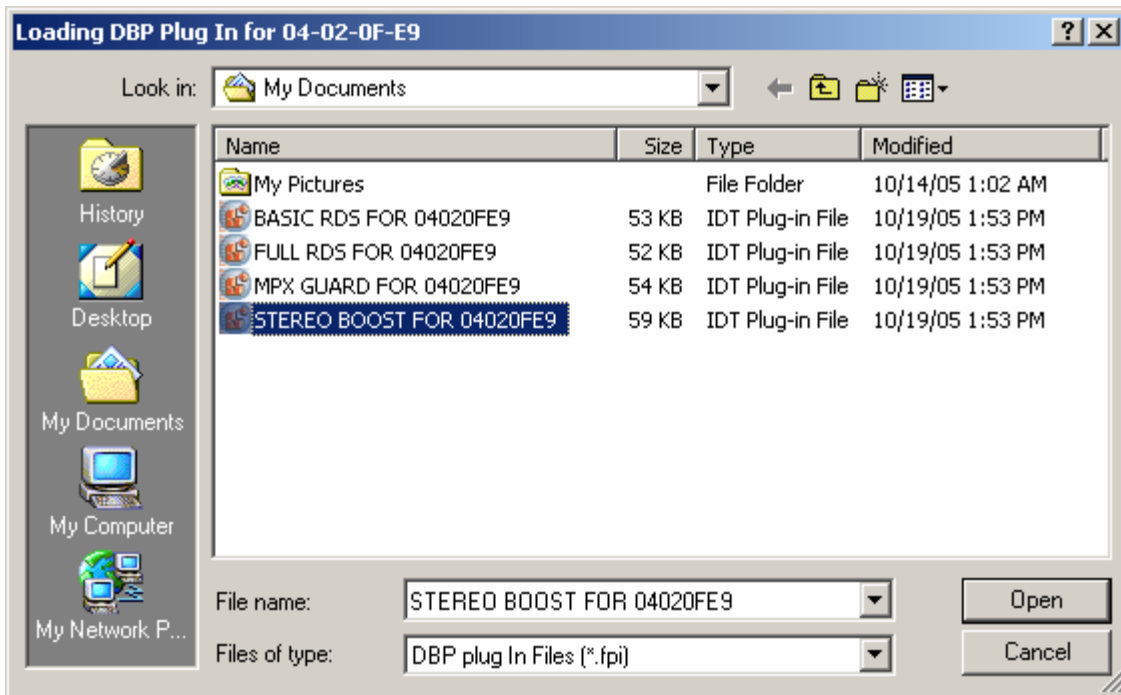 Loading DBP Plug In for 04-02-0F-E9
Look in: My Documents
History
Desktop
My Documents
My Computer
My Network P...
Name Size Type Modified
My Pictures File Folder 10/14/05 1:02 AM
BASIC RDS FOR 04020FE9 53 KB IDT Plug-in File 10/19/05 1:53 PM
FULL RDS FOR 04020FE9 52 KB IDT Plug-in File 10/19/05 1:53 PM
MPX GUARD FOR 04020FE9 54 KB IDT Plug-in File 10/19/05 1:53 PM
STEREO BOOST FOR 04020FE9 59 KB IDT Plug-in File 10/19/05 1:53 PM
File name: STEREO BOOST FOR 04020FE9 Open
Files of type: DBP plug In Files (*.fpi) Cancel